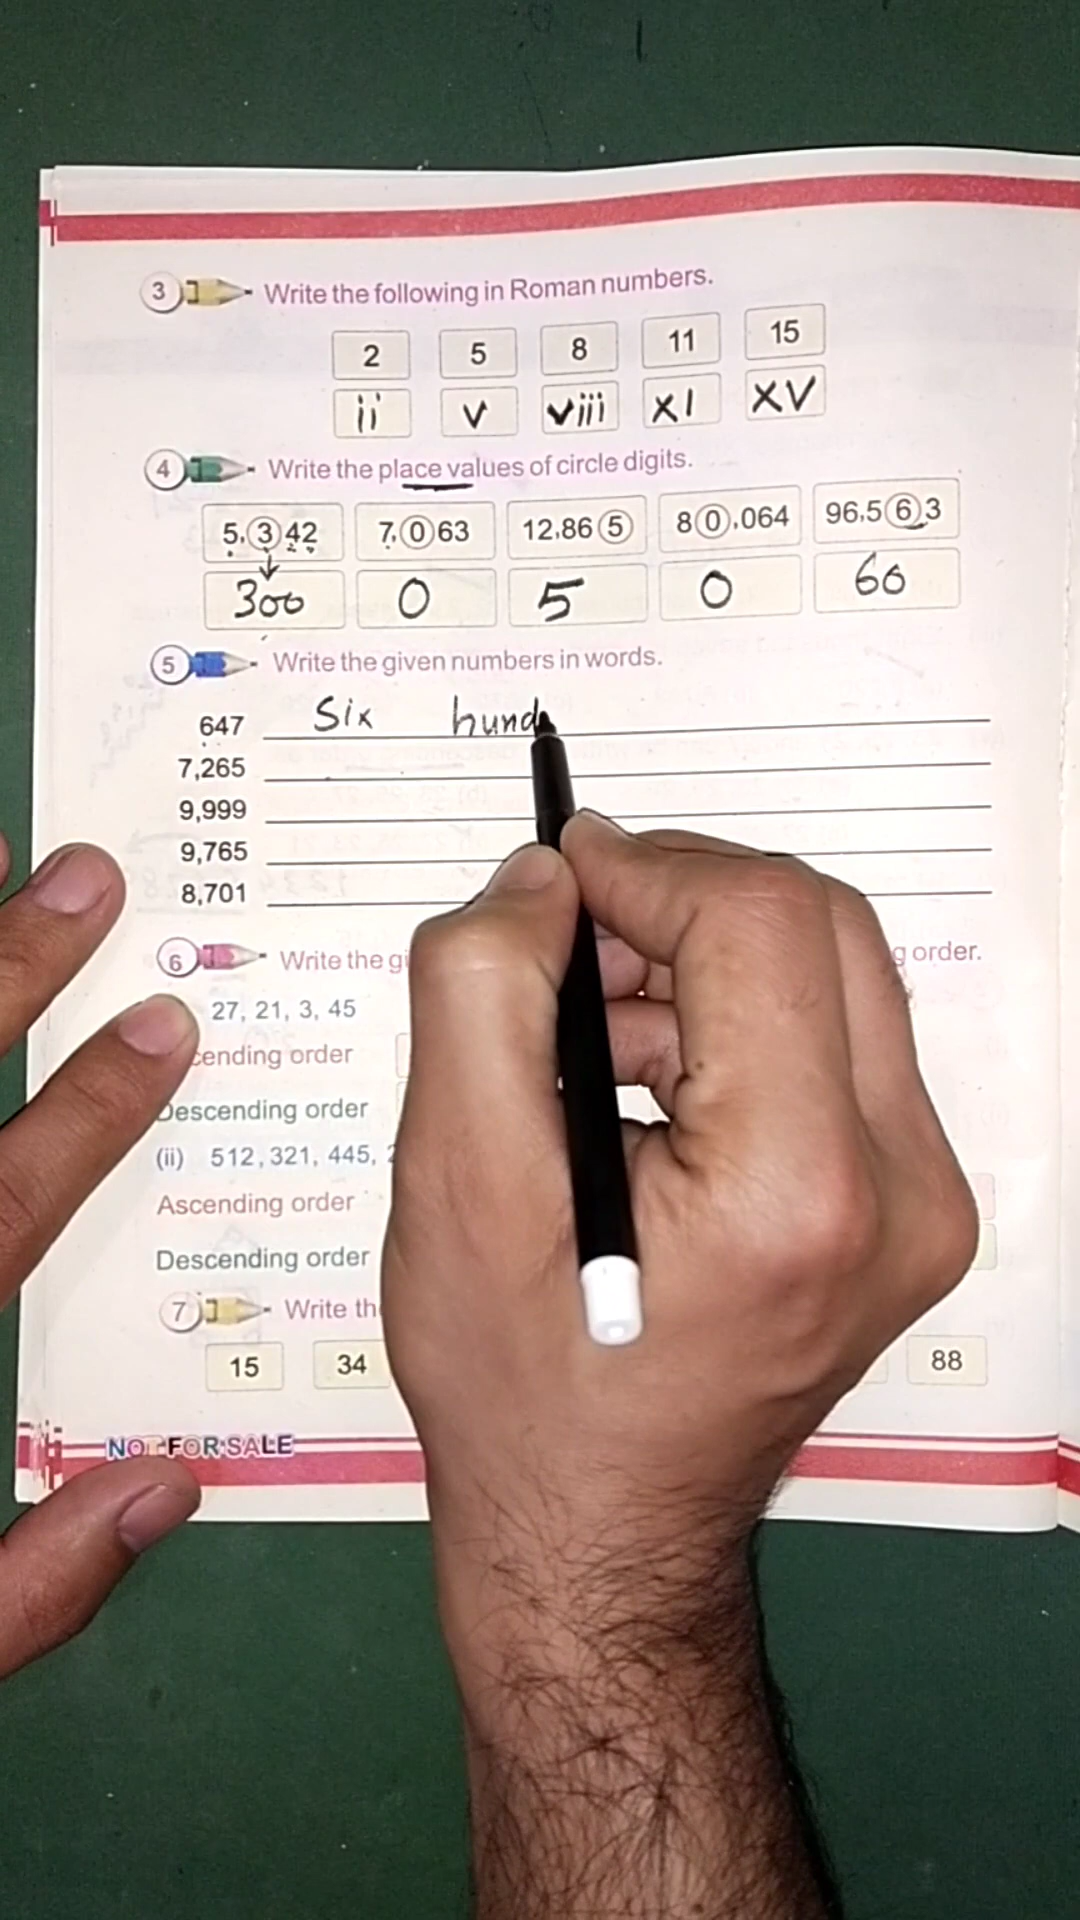 3 Write the following in Roman numbers.
2 5 8 11 15
ii v viii XI XV
4 Write the place values of circle digits.
5,342 7,063 12,865 80,064 96,563
300 0 5 0 60
5 Write the given numbers in words.
647 Six hund
7,265
9,999
9,765
8,701
6 Write the order.
27, 21, 3, 45
order
Descending order
(ii) 512, 321, 445,
Ascending order
Descending order
7 Write
15 34 88
NOT FOR SALE